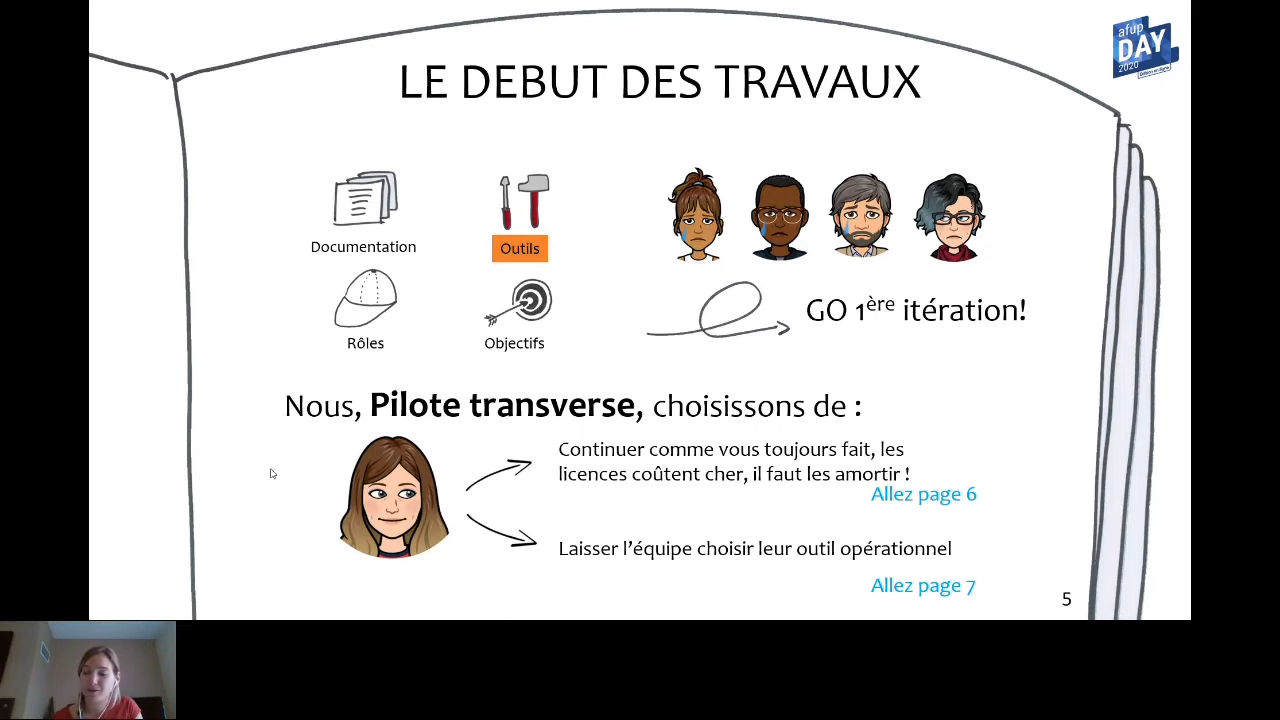 afup
DAY
2020
LE DEBUT DES TRAVAUX
Documentation
Outils
Rôles
Objectifs
GO 1ère itération!
Nous, Pilote transverse, choisissons de :
Continuer comme vous toujours fait, les
licences coûtent cher, il faut les amortir !
Allez page 6
Laisser l’équipe choisir leur outil opérationnel
Allez page 7
5